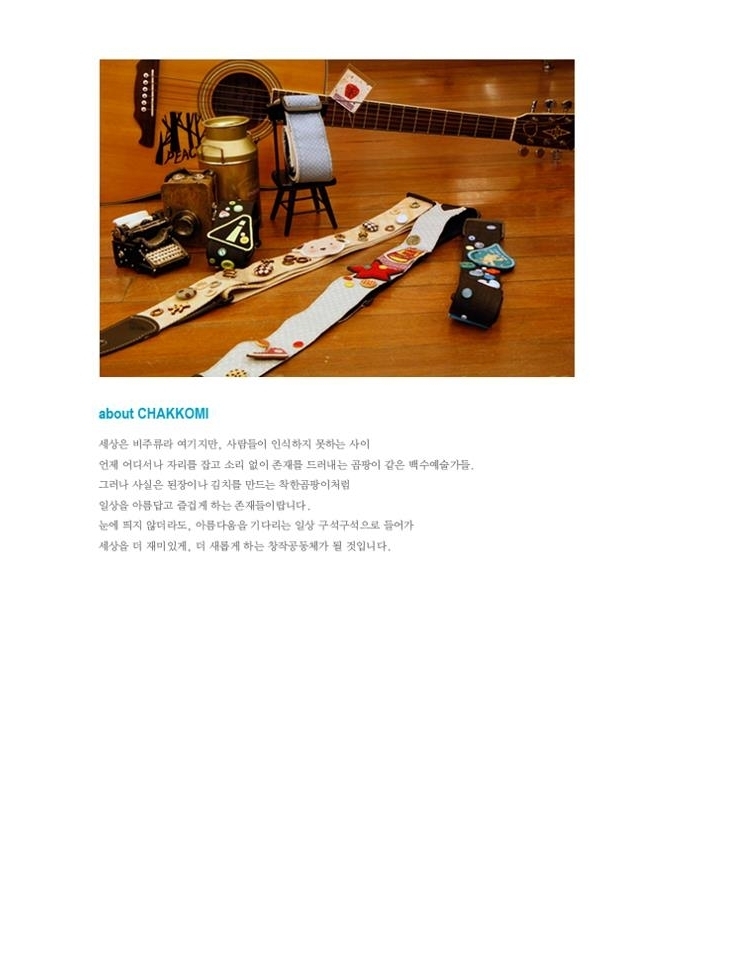 PEACE
about CHAKKOMI
세상은 비주류라 여기지만, 사람들이 인식하지 못하는 사이
언제 어디서나 자리를 잡고 소리 없이 존재를 드러내는 곰팡이 같은 백수예술가들.
그러나 사실은 된장이나 김치를 만드는 착한곰팡이처럼
일상을 아름답고 즐겁게 하는 존재들이랍니다.
눈에 띄지 않더라도, 아름다움을 기다리는 일상 구석구석으로 들어가
세상을 더 재미있게, 더 새롭게 하는 창작공동체가 될 것입니다.